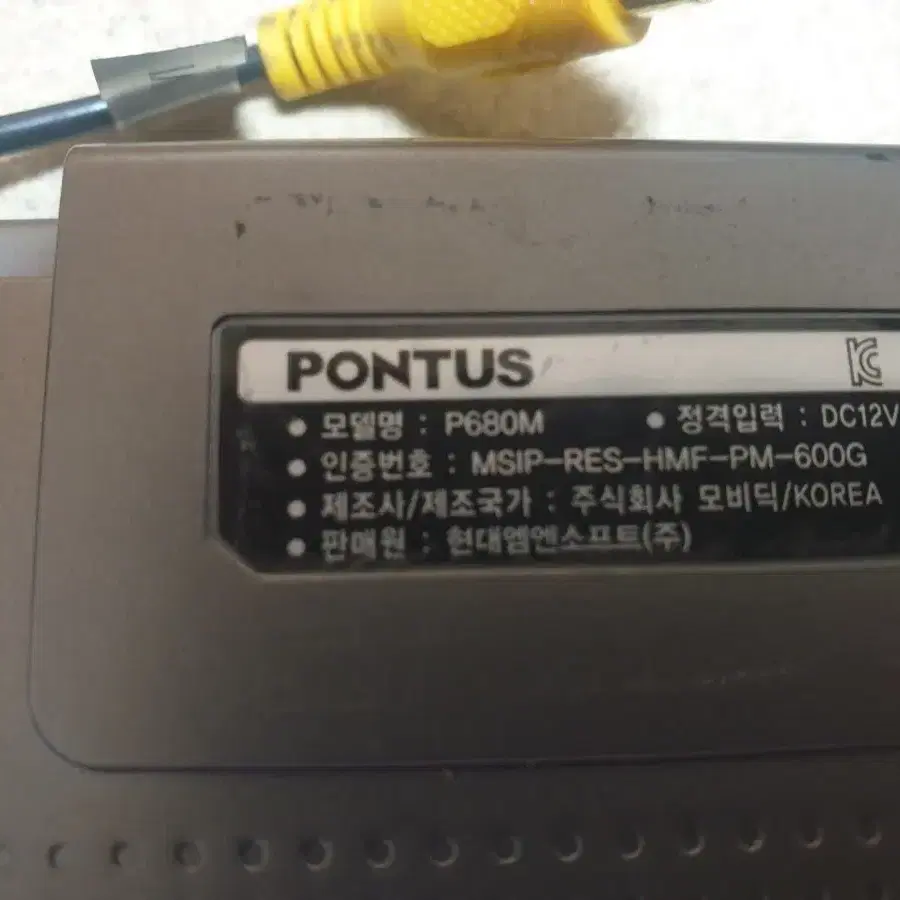 PONTUS
• 모델명 : P680M • 정격입력 : DC12V
• 인증번호 : MSIP-RES-HMF-PM-600G
• 제조사/제조국가 : 주식회사 모비딕/KOREA
• 판매원 : 현대엠엔소프트(주)